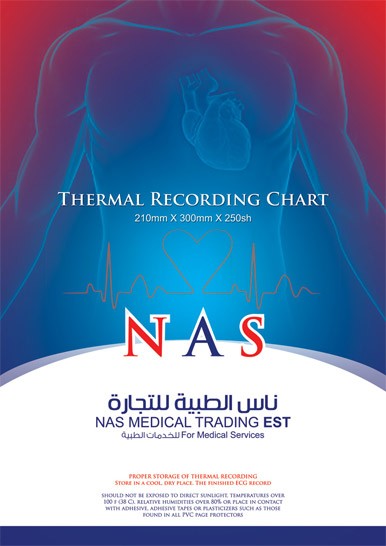 THERMAL RECORDING CHART
210mm X 300mm X 250sh
NAS
ناس الطبية للتجارة
NAS MEDICAL TRADING EST
للخدمات الطبية For Medical Services
PROPER STORAGE OF THERMAL RECORDING
STORE IN A COOL, DRY PLACE. THE FINISHED ECG RECORD
SHOULD NOT BE EXPOSED TO DIRECT SUNLIGHT, TEMPERATURES OVER
100 F (38 C), RELATIVE HUMIDITIES OVER 80% OR PLACE IN CONTACT
WITH ADHESIVE, ADHESIVE TAPES OR PLASTICIZERS SUCH AS THOSE
FOUND IN ALL PVC PAGE PROTECTORS